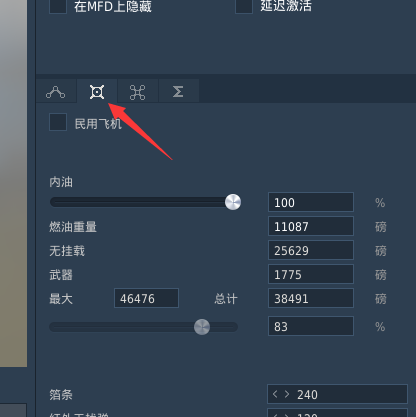 在MFD上隐藏 延迟激活
Σ
民用飞机
内油
100 %
燃油重量 11087 磅
无挂载 25629 磅
武器 1775 磅
最大 46476 总计 38491 磅
83 %
箔条 < > 240